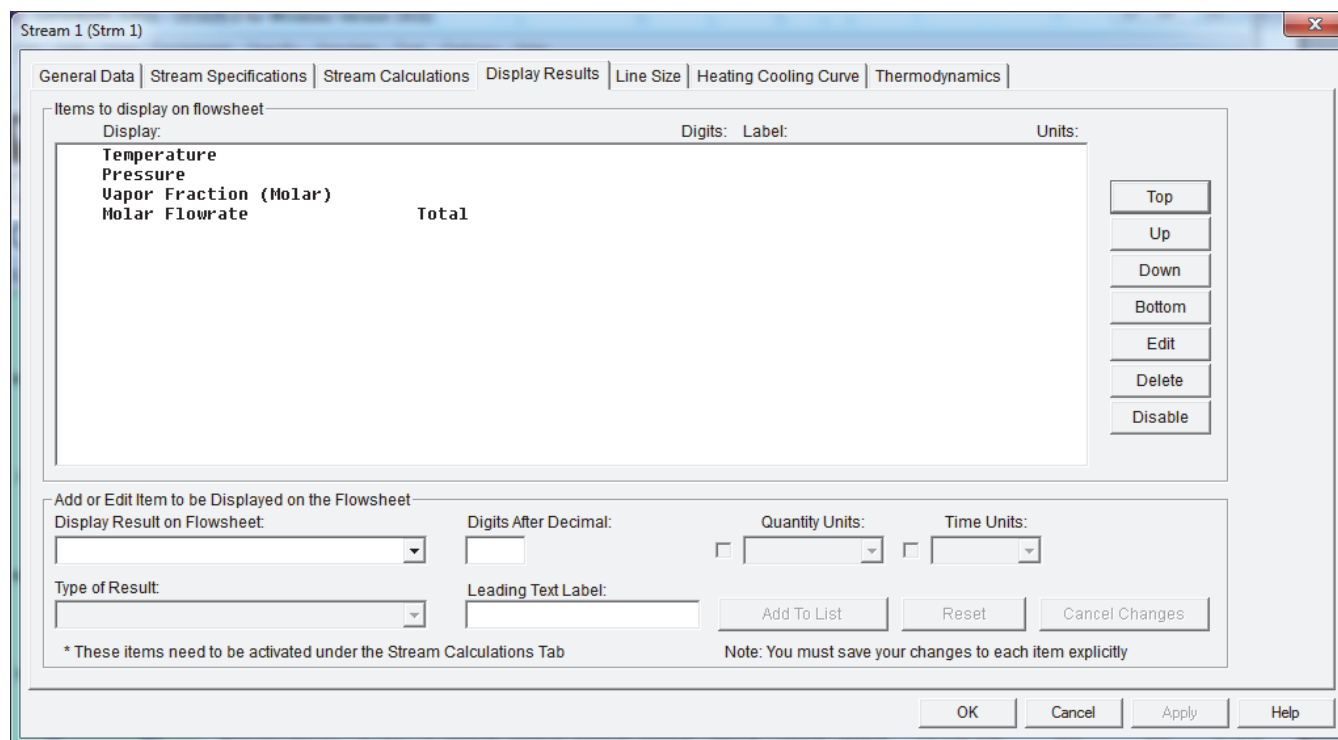 Stream 1 (Strm 1)
General Data Stream Specifications Stream Calculations Display Results Line Size Heating Cooling Curve Thermodynamics
Items to display on flowsheet
Display: Digits: Label: Units:
Temperature
Pressure
Vapor Fraction (Molar)
Molar Flowrate Total
Top
Up
Down
Bottom
Edit
Delete
Disable
Add or Edit Item to be Displayed on the Flowsheet
Display Result on Flowsheet: Digits After Decimal: Quantity Units: Time Units:
Type of Result: Leading Text Label:
Add To List Reset Cancel Changes
* These items need to be activated under the Stream Calculations Tab Note: You must save your changes to each item explicitly
OK Cancel Apply Help